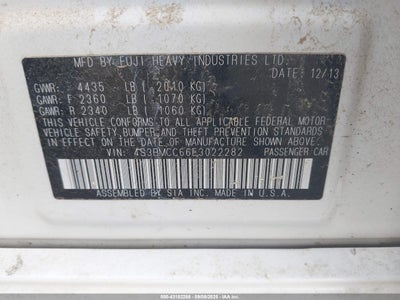 MFD BY FUJI HEAVY INDUSTRIES LTD.
DATE: 12/13
GVWR: 4435 LB ( 2010 KG)
GAWR: F 2360 LB ( 1070 KG)
GAWR: R 2340 LB ( 1060 KG)
THIS VEHICLE CONFORMS TO ALL APPLICABLE FEDERAL MOTOR
VEHICLE SAFETY, BUMPER, AND THEFT PREVENTION STANDARDS
IN EFFECT ON THE DATE OF MANUFACTURE SHOWN ABOVE.
VIN: 4S3BMCC66E3022282 PASSENGER CAR
ASSEMBLED BY SIA INC. MADE IN U.S.A.